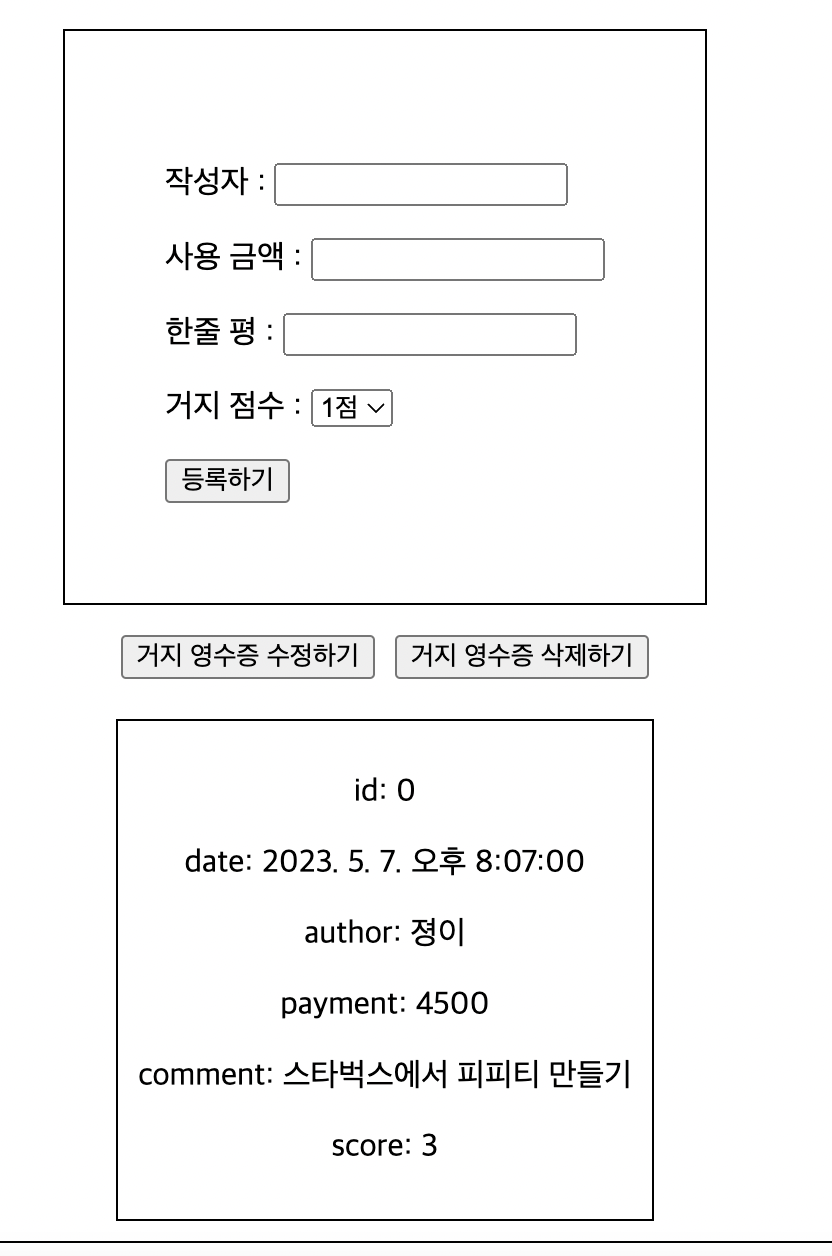 작성자 :
사용 금액 :
한줄 평 :
거지 점수 : 1점
등록하기
거지 영수증 수정하기 거지 영수증 삭제하기
id: 0
date: 2023. 5. 7. 오후 8:07:00
author: 졍이
payment: 4500
comment: 스타벅스에서 피피티 만들기
score: 3